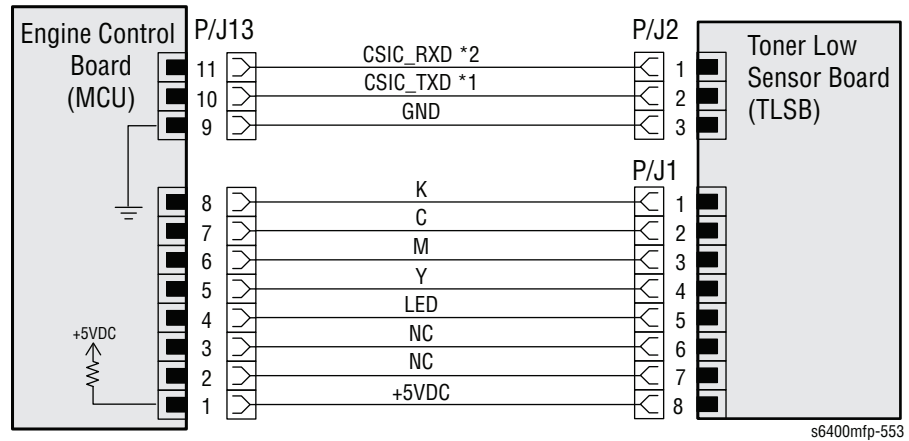 Engine Control
Board
(MCU)
P/J13
P/J2
Toner Low
Sensor Board
(TLSB)
11 CSIC_RXD *2 1
10 CSIC_TXD *1 2
9 GND 3
P/J1
8 K 1
7 C 2
6 M 3
5 Y 4
4 LED 5
+5VDC
3 NC 6
2 NC 7
1 +5VDC 8
s6400mfp-553